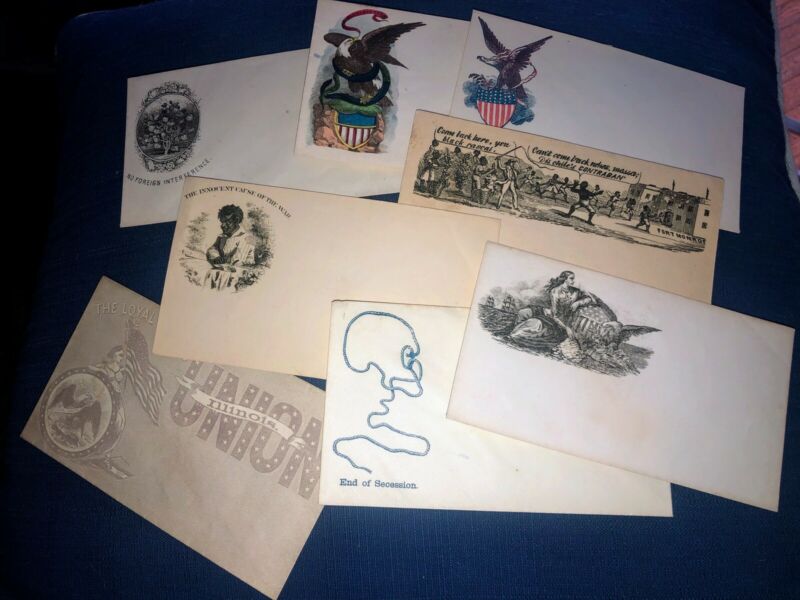 NO FOREIGN INTERFERENCE.
Come back here, you
black rascal.
Can't come back nohow, massa;
Dis chile's CONTRABAN'
FORT MONROE
THE INNOCENT CAUSE OF THE WAR
THE LOYAL
UNION
Illinois.
End of Secession.